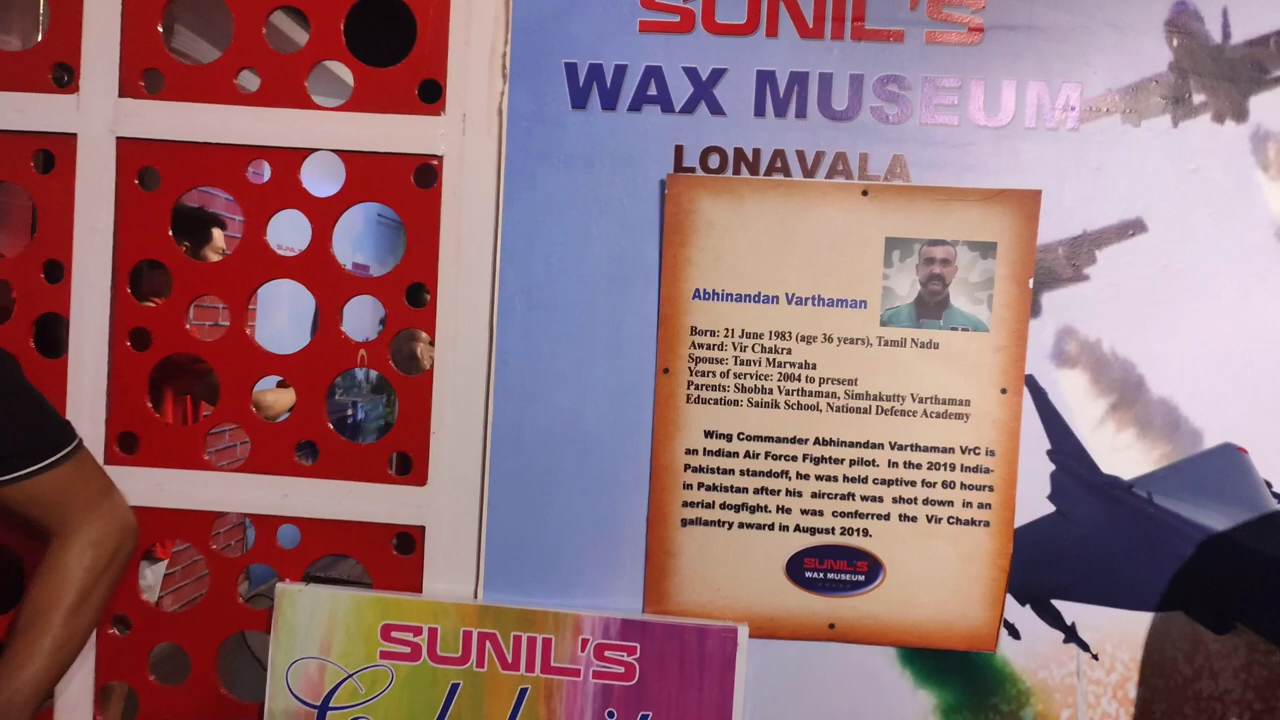 SUNIL'S
WAX MUSEUM
LONAVALA
Abhinandan Varthaman
Born: 21 June 1983 (age 36 years), Tamil Nadu
Award: Vir Chakra
Spouse: Tanvi Marwaha
Years of service: 2004 to present
Parents: Shobha Varthaman, Simhakutty Varthaman
Education: Sainik School, National Defence Academy
Wing Commander Abhinandan Varthaman VrC is
an Indian Air Force Fighter pilot. In the 2019 India-
Pakistan standoff, he was held captive for 60 hours
in Pakistan after his aircraft was shot down in an
aerial dogfight. He was conferred the Vir Chakra
gallantry award in August 2019.
SUNIL'S
WAX MUSEUM
SUNIL'S